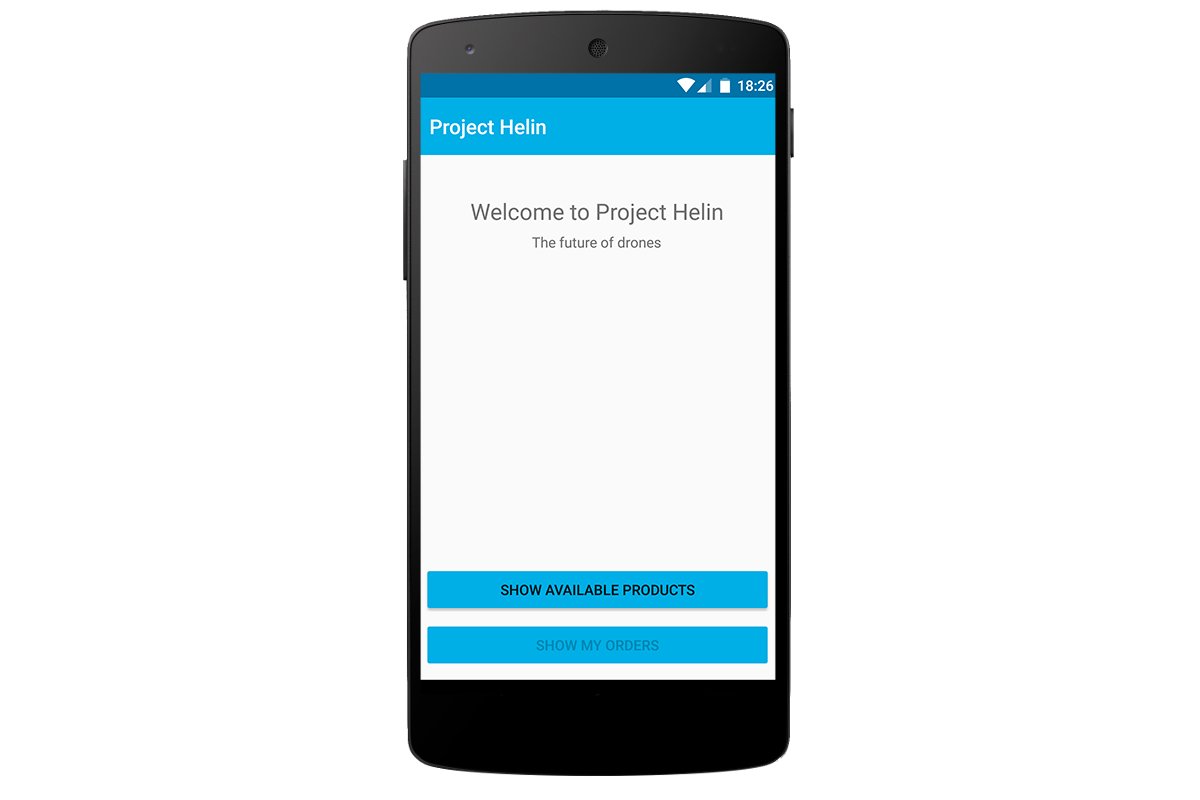 18:26
Project Helin
Welcome to Project Helin
The future of drones
SHOW AVAILABLE PRODUCTS
SHOW MY ORDERS